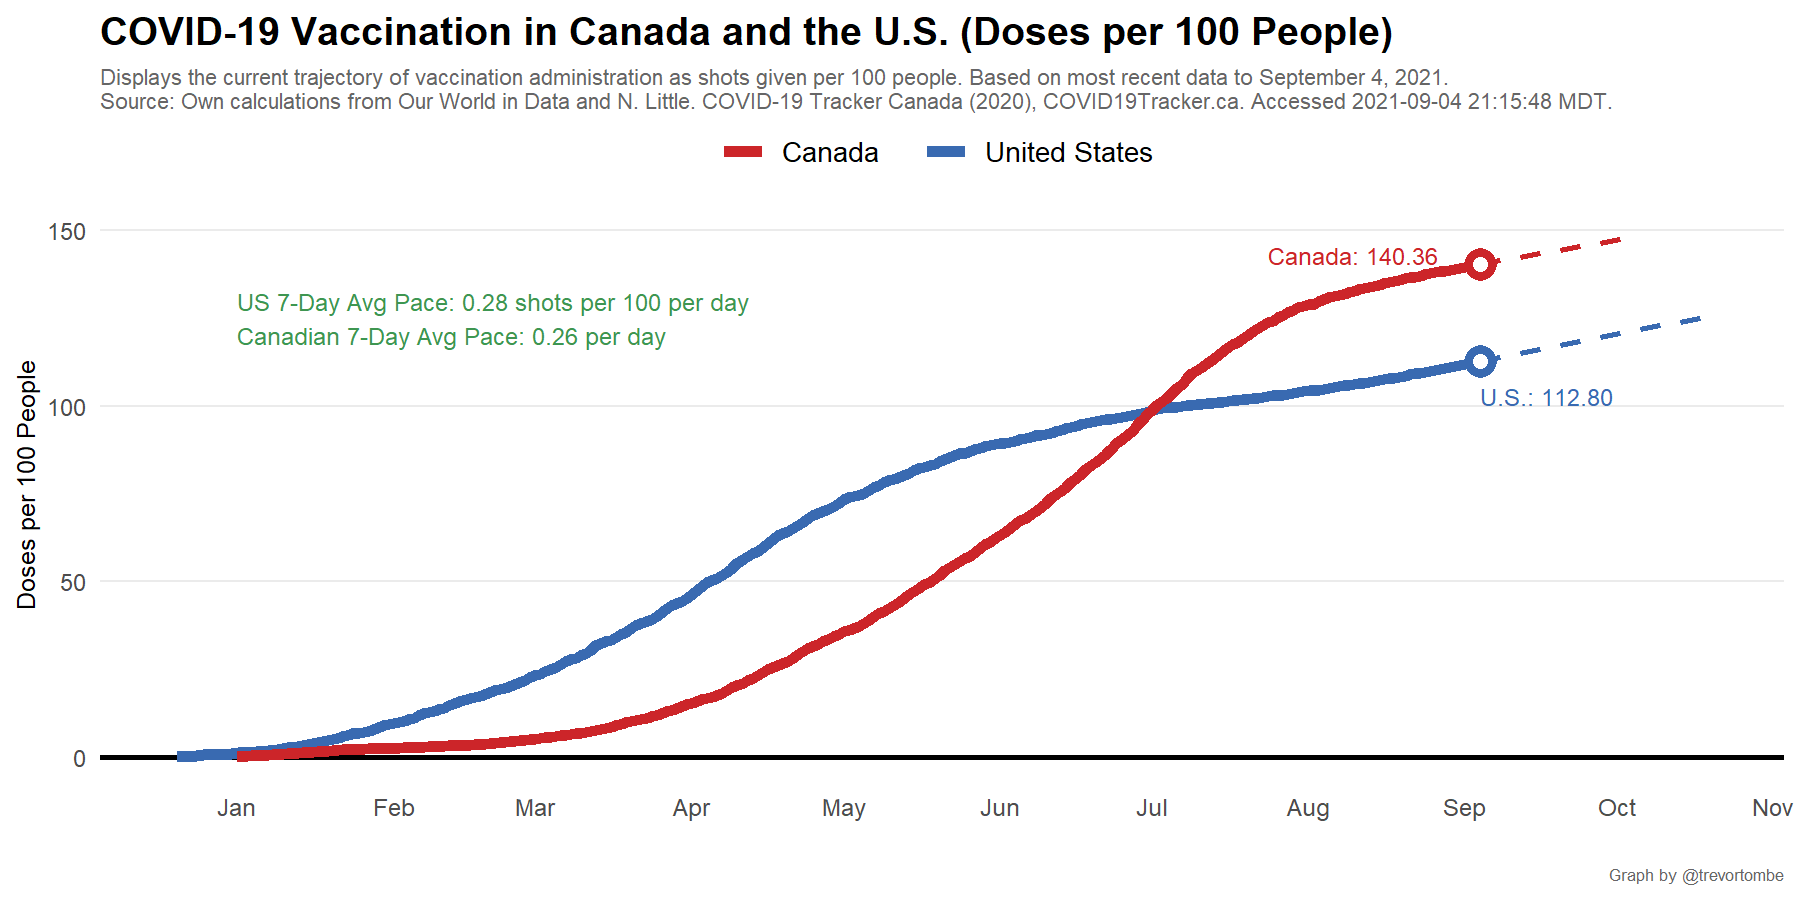 COVID-19 Vaccination in Canada and the U.S. (Doses per 100 People)
Displays the current trajectory of vaccination administration as shots given per 100 people. Based on most recent data to September 4, 2021.
Source: Own calculations from Our World in Data and N. Little. COVID-19 Tracker Canada (2020), COVID19Tracker.ca. Accessed 2021-09-04 21:15:48 MDT.
Canada United States
150
Canada: 140.36
US 7-Day Avg Pace: 0.28 shots per 100 per day
Canadian 7-Day Avg Pace: 0.26 per day
U.S.: 112.80
100
Doses per 100 People
50
0
Jan Feb Mar Apr May Jun Jul Aug Sep Oct Nov
Graph by @trevortombe